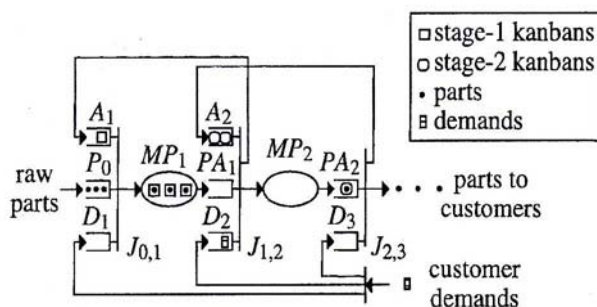 stage-1 kanbans
stage-2 kanbans
parts
demands
A1 A2
P0 MP1 PA1 MP2 PA2
raw
parts
parts to
customers
D1 D2 D3
J0,1 J1,2 J2,3
customer
demands